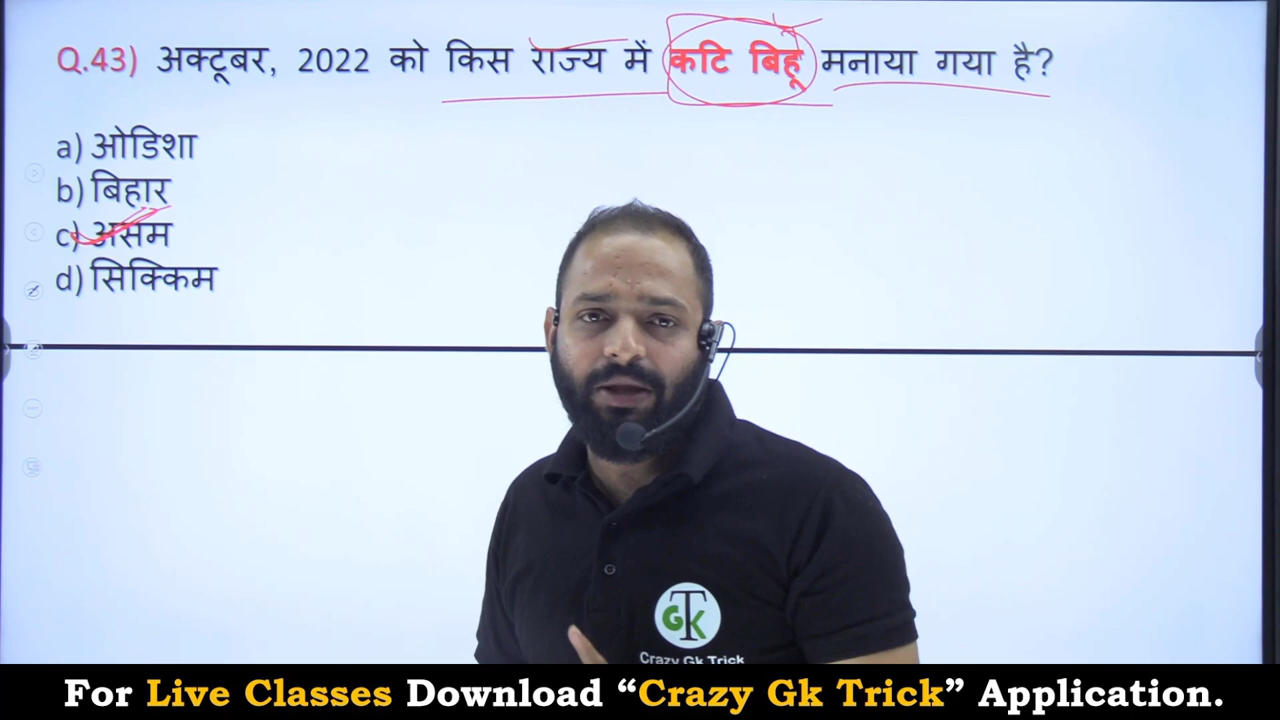 Q.43) अक्टूबर, 2022 को किस राज्य में कटि बिहू मनाया गया है?
a) ओडिशा
b) बिहार
c) असम
d) सिक्किम
GTK
Crazy Gk Trick
For Live Classes Download “Crazy Gk Trick” Application.